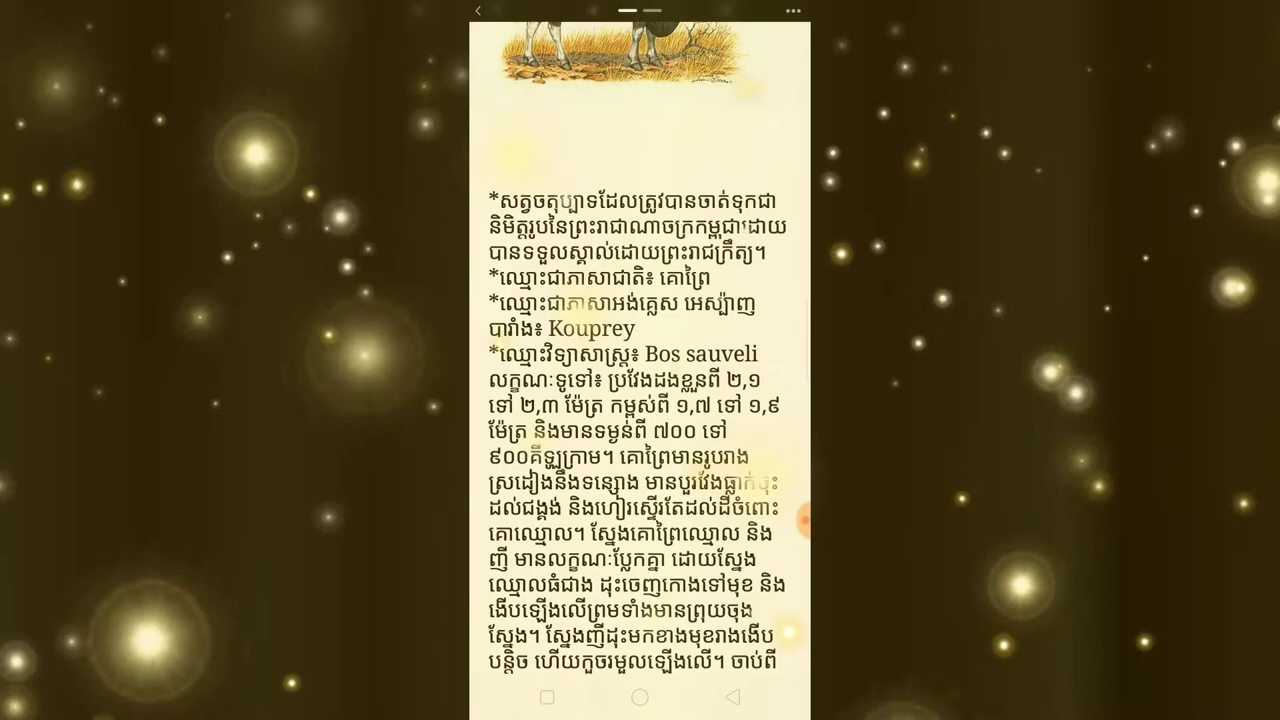 *សត្វចតុប្បាទដែលត្រូវបានចាត់ទុកជា
និមិត្តរូបនៃព្រះរាជាណាចក្រកម្ពុជាដោយ
បានទទួលស្គាល់ដោយព្រះរាជក្រឹត្យ។
*ឈ្មោះជាភាសាជាតិ៖ គោព្រៃ
*ឈ្មោះជាភាសាអង់គ្លេស អេស្ប៉ាញ
បារាំង៖ Kouprey
*ឈ្មោះវិទ្យាសាស្ត្រ៖ Bos sauveli
លក្ខណៈទូទៅ៖ ប្រវែងដងខ្លួនពី ២,១
ទៅ ២,៣ ម៉ែត្រ កម្ពស់ពី ១,៧ ទៅ ១,៩
ម៉ែត្រ និងមានទម្ងន់ពី ៧០០ ទៅ
៩០០គីឡូក្រាម។ គោព្រៃមានរូបរាង
ស្រដៀងនឹងទន្សោង មានបួរវែងធ្លាក់ចុះ
ដល់ជង្គង់ និងហៀរស្ទើរតែដល់ដីចំពោះ
គោឈ្មោល។ ស្នែងគោព្រៃឈ្មោល និង
ញី មានលក្ខណៈប្លែកគ្នា ដោយស្នែង
ឈ្មោលធំជាង ដុះចេញកោងទៅមុខ និង
ងើបឡើងលើព្រមទាំងមានព្រុយចុង
ស្នែង។ ស្នែងញីដុះមកខាងមុខរាងងើប
បន្តិច ហើយកួចរមួលឡើងលើ។ ចាប់ពី